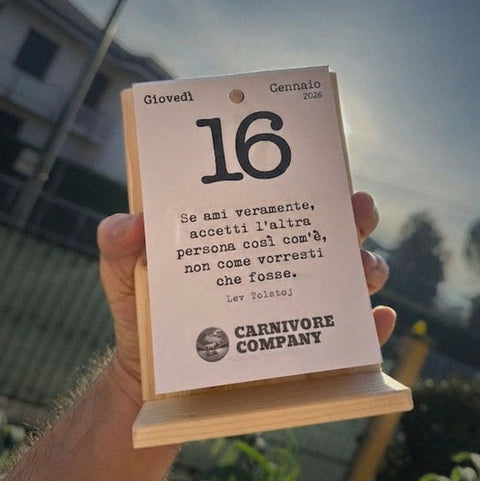 Giovedì
Gennaio
2026
16
Se ami veramente,
accetti l'altra
persona così com'è,
non come vorresti
che fosse.
Lev Tolstoj
CARNIVORE
COMPANY